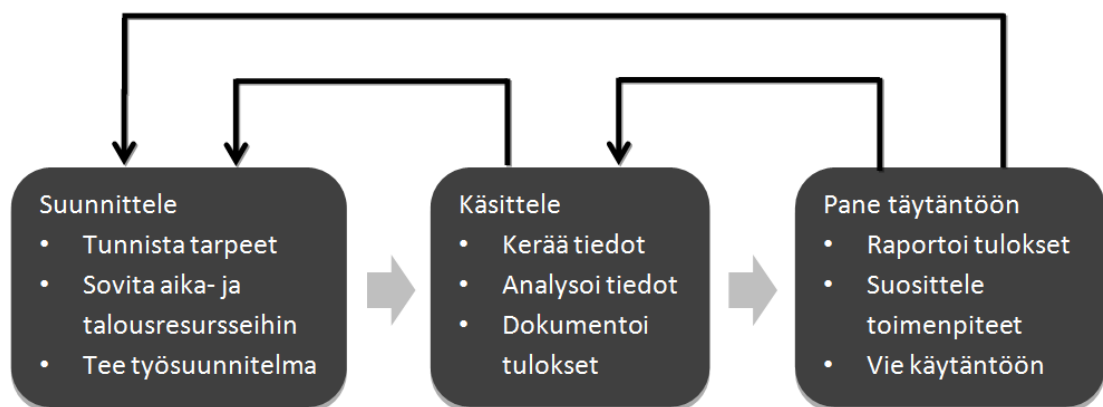 Suunnittele
• Tunnista tarpeet
• Sovita aika- ja
talousresursseihin
• Tee työsuunnitelma
Käsittele
• Kerää tiedot
• Analysoi tiedot
• Dokumentoi
tulokset
Pane täytäntöön
• Raportoi tulokset
• Suosittele
toimenpiteet
• Vie käytäntöön